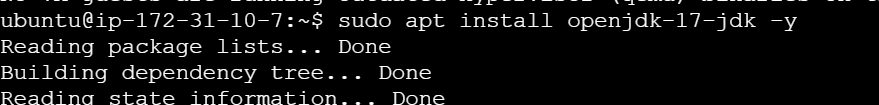 ubuntu@ip-172-31-10-7:~$ sudo apt install openjdk-17-jdk -y
Reading package lists... Done
Building dependency tree... Done
Reading state information... Done